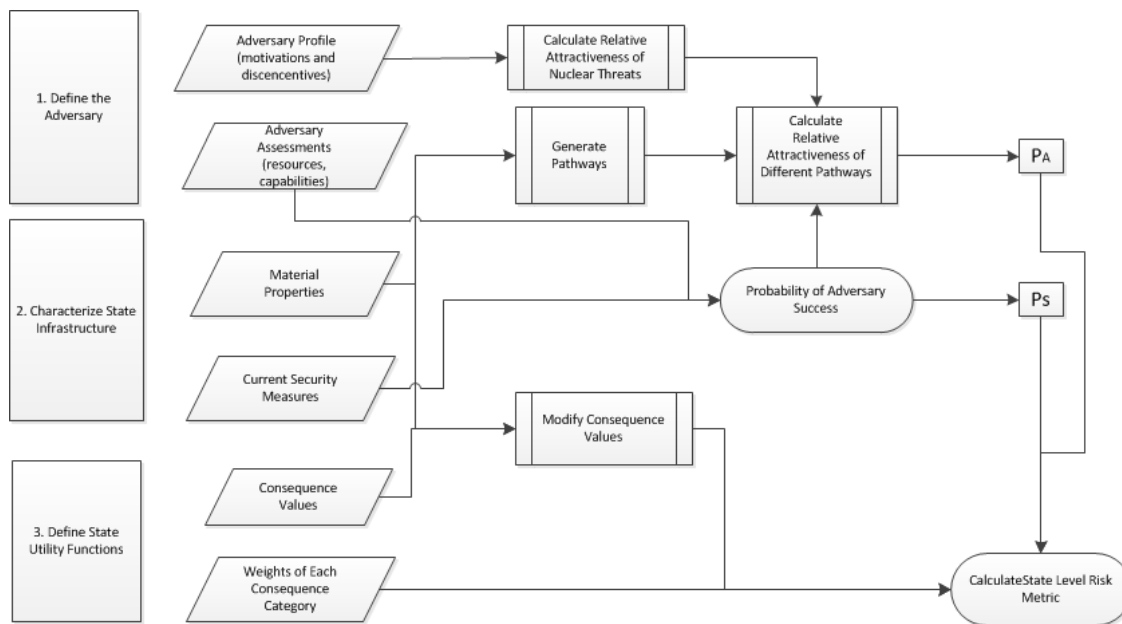 1. Define the
Adversary
Adversary Profile
(motivations and
discencentives)
Calculate Relative
Attractiveness of
Nuclear Threats
Adversary
Assessments
(resources,
capabilities)
Generate
Pathways
Calculate
Relative
Attractiveness of
Different Pathways
PA
2. Characterize State
Infrastructure
Material
Properties
Probability of Adversary
Success
Ps
Current Security
Measures
Modify Consequence
Values
3. Define State
Utility Functions
Consequence
Values
Weights of Each
Consequence
Category
CalculateState Level Risk
Metric